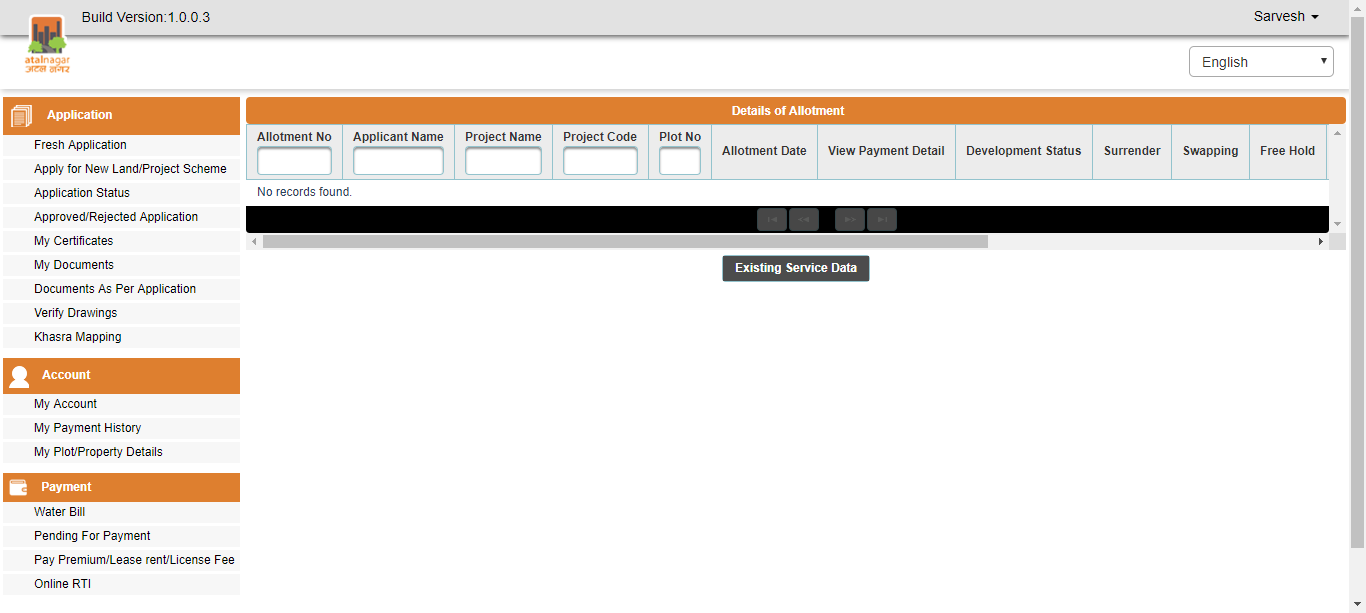 Build Version:1.0.0.3
Sarvesh
atalnagar
अटल नगर
English
Application
Fresh Application
Apply for New Land/Project Scheme
Application Status
Approved/Rejected Application
My Certificates
My Documents
Documents As Per Application
Verify Drawings
Khasra Mapping
Account
My Account
My Payment History
My Plot/Property Details
Payment
Water Bill
Pending For Payment
Pay Premium/Lease rent/License Fee
Online RTI
Details of Allotment
Allotment No Applicant Name Project Name Project Code Plot No Allotment Date View Payment Detail Development Status Surrender Swapping Free Hold
No records found.
Existing Service Data